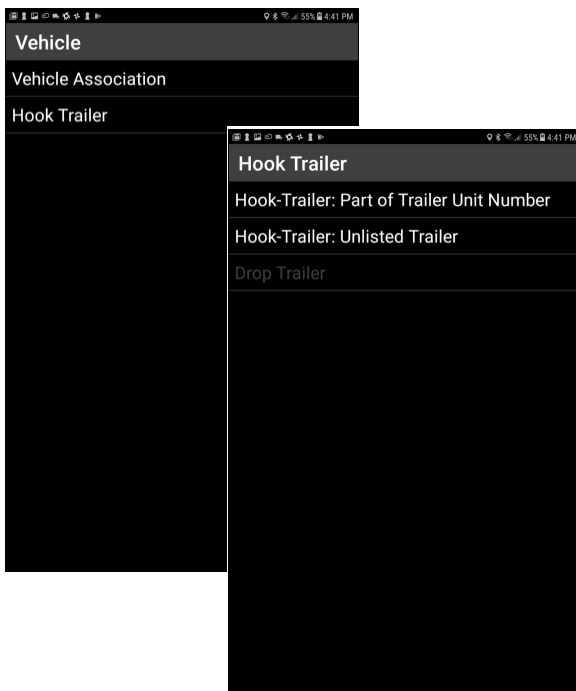 55% 4:41 PM
Vehicle
Vehicle Association
Hook Trailer
55% 4:41 PM
Hook Trailer
Hook-Trailer: Part of Trailer Unit Number
Hook-Trailer: Unlisted Trailer
Drop Trailer